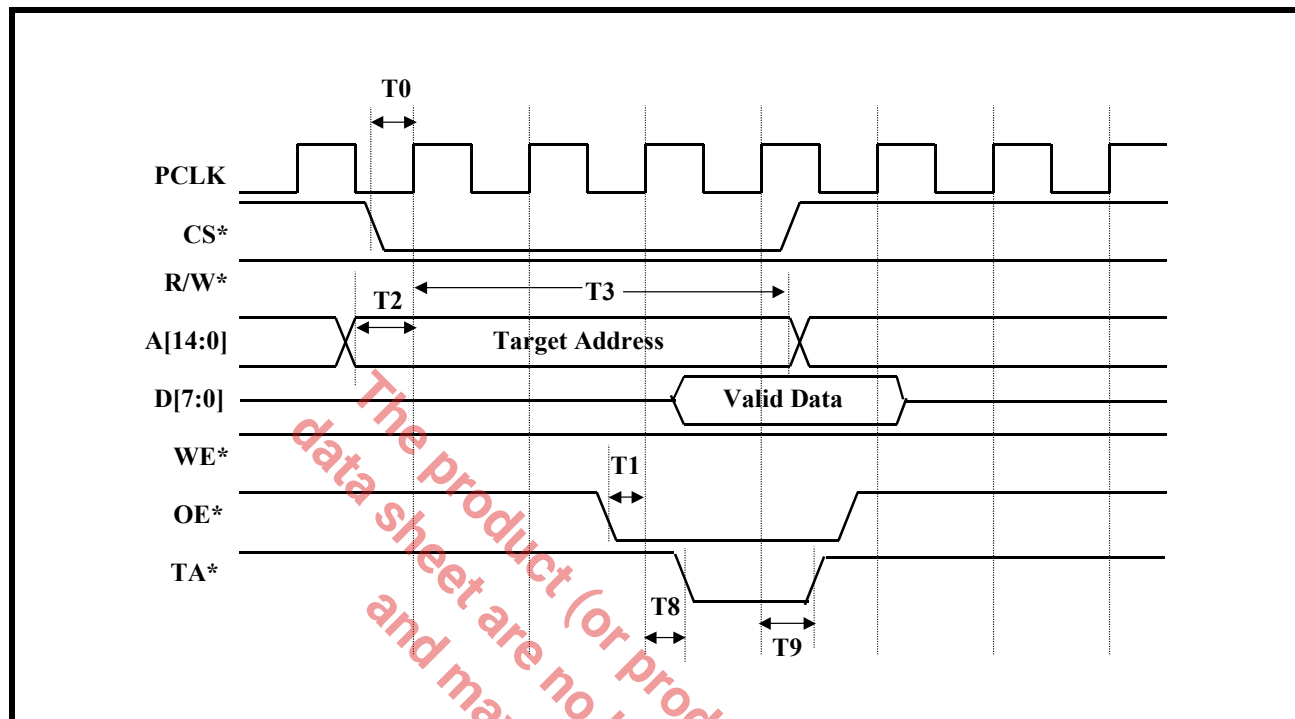 T0
PCLK
CS*
R/W*
T2
T3
A[14:0]
Target Address
D[7:0]
Valid Data
WE*
T1
OE*
TA*
T8
T9
The product (or prod
data sheet are no
and ma